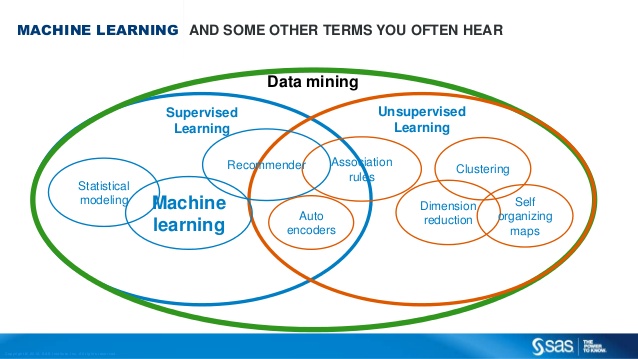 MACHINE LEARNING AND SOME OTHER TERMS YOU OFTEN HEAR
Data mining
Supervised
Learning
Unsupervised
Learning
Recommender
Association
rules
Clustering
Statistical
modeling
Machine
learning
Auto
encoders
Dimension
reduction
Self
organizing
maps
sas
THE
POWER
TO KNOW.